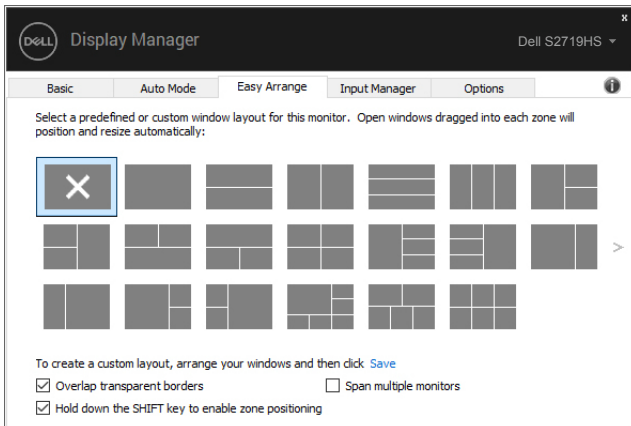 x
DELL Display Manager Dell S2719HS
Basic Auto Mode Easy Arrange Input Manager Options i
Select a predefined or custom window layout for this monitor. Open windows dragged into each zone will
position and resize automatically:
To create a custom layout, arrange your windows and then click Save
Overlap transparent borders Span multiple monitors
Hold down the SHIFT key to enable zone positioning